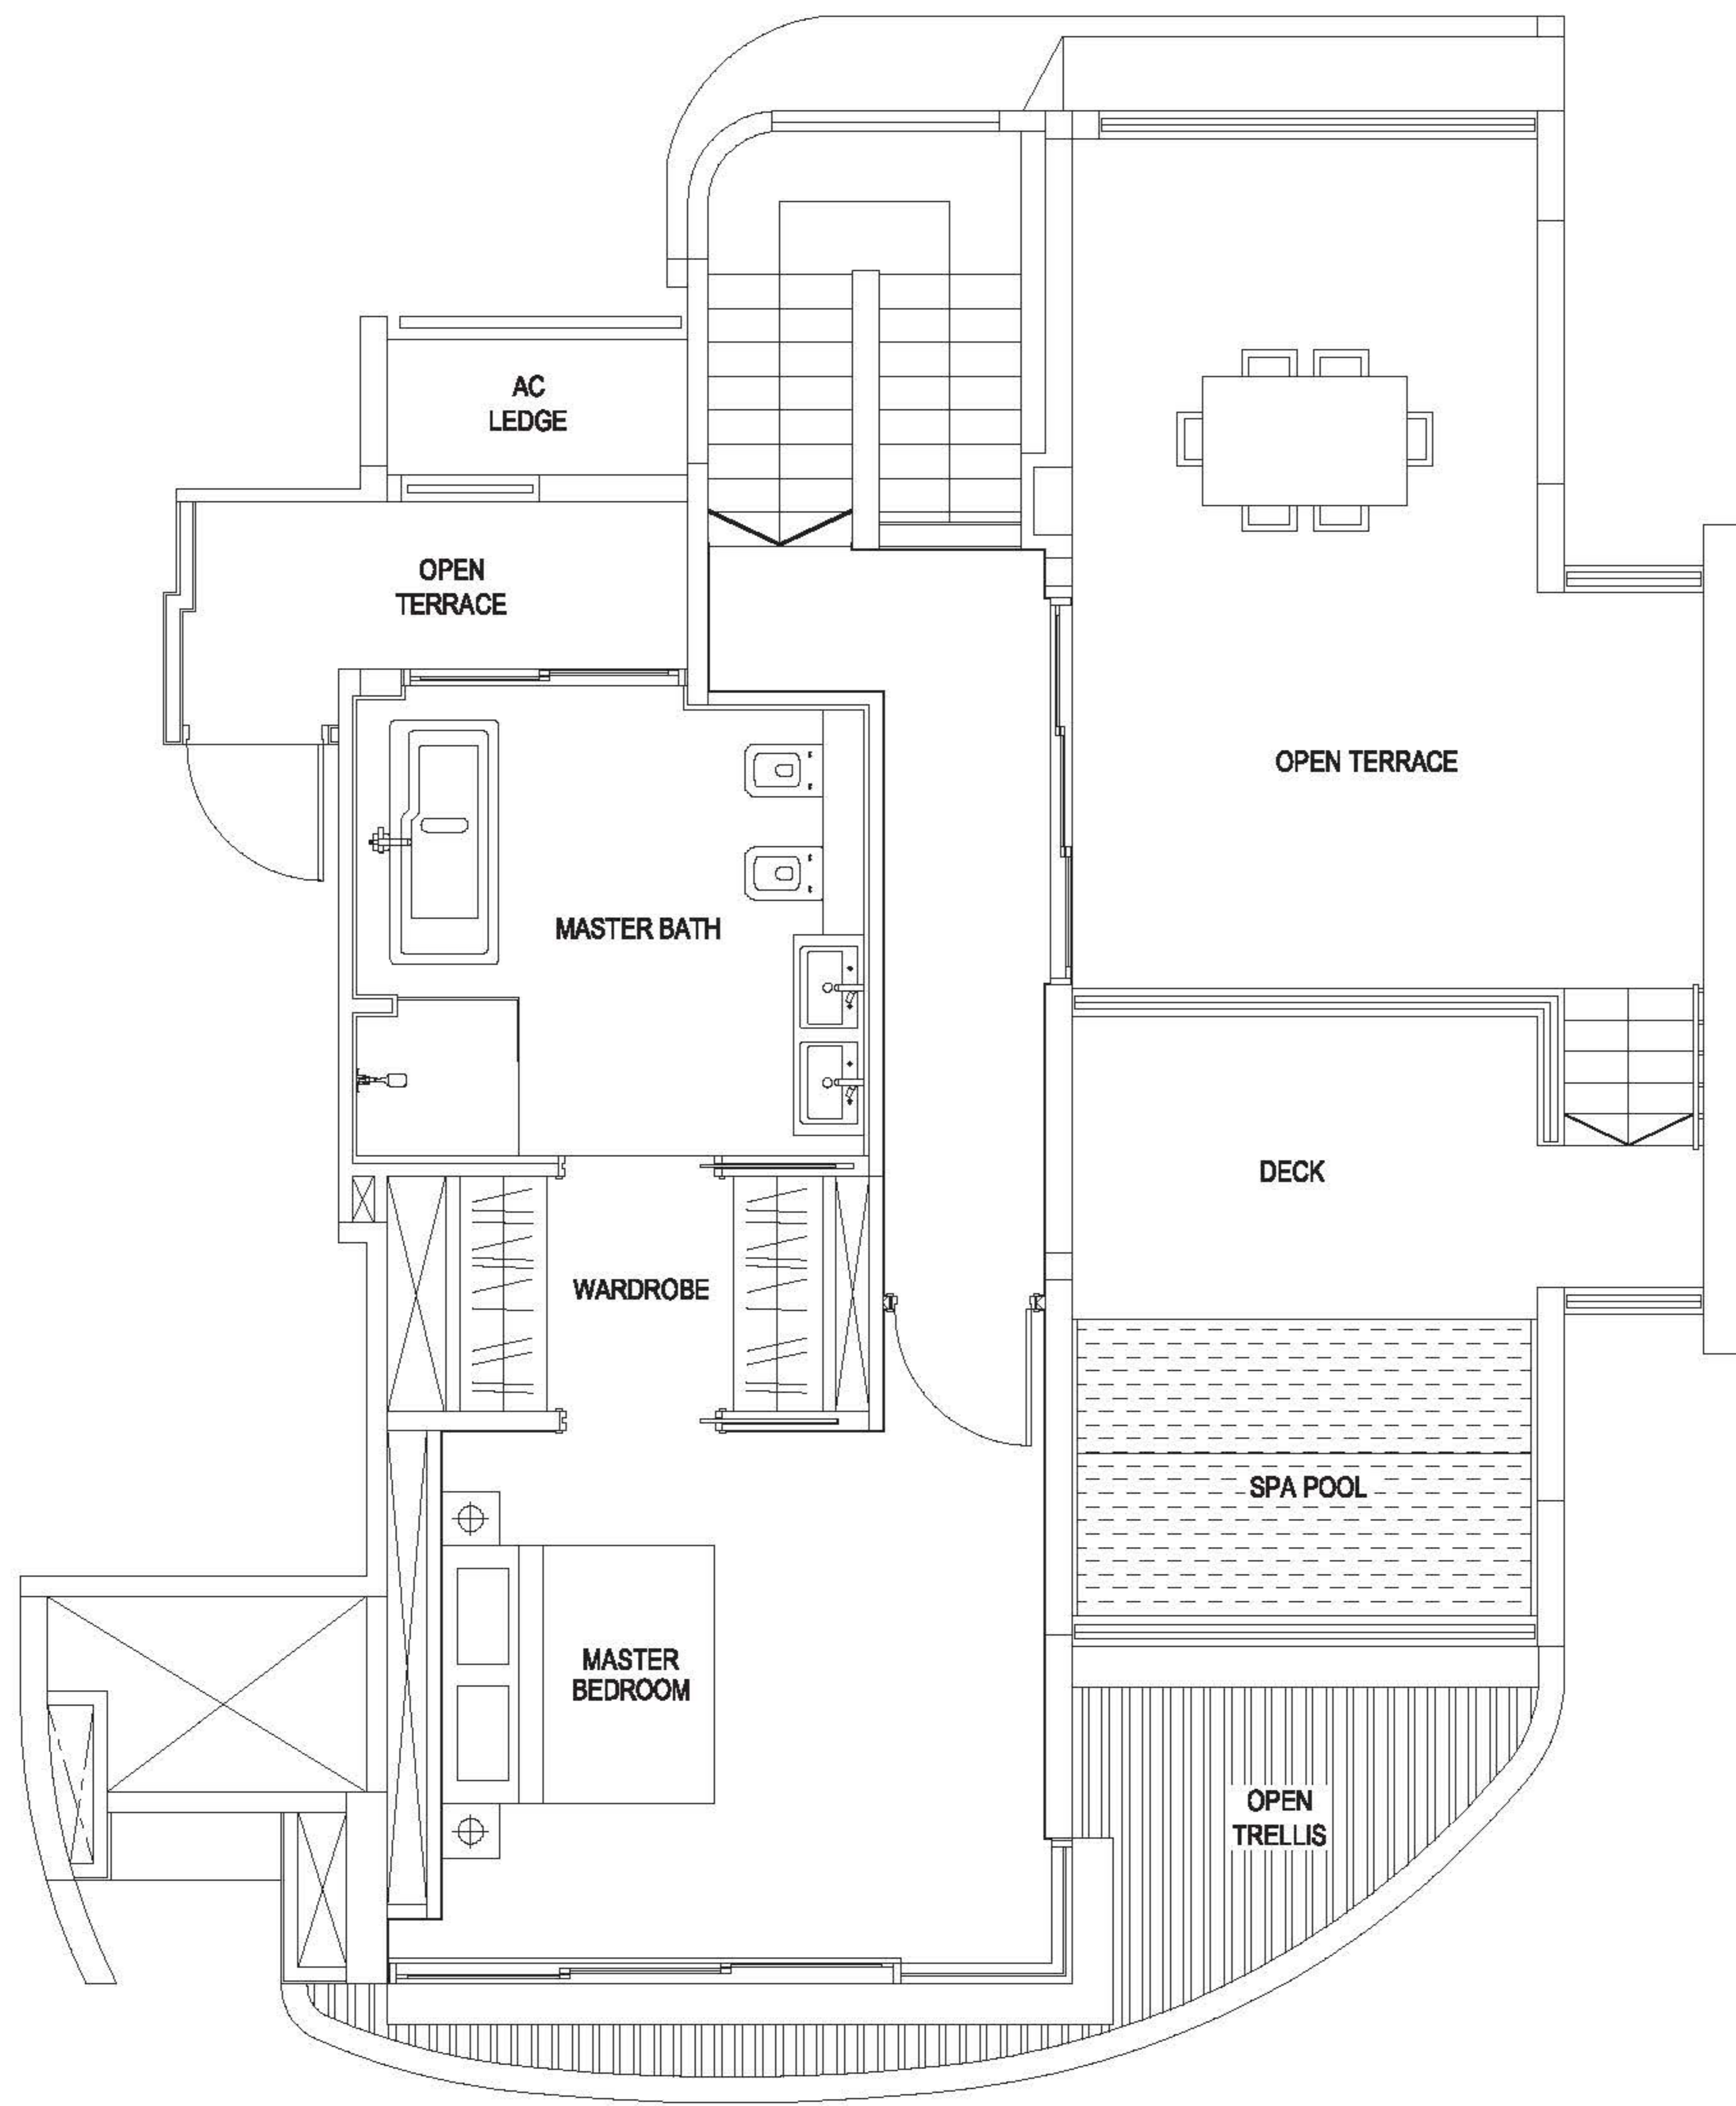 AC
LEDGE
OPEN
TERRACE
OPEN TERRACE
MASTER BATH
DECK
WARDROBE
SPA POOL
MASTER
BEDROOM
OPEN
TRELLIS